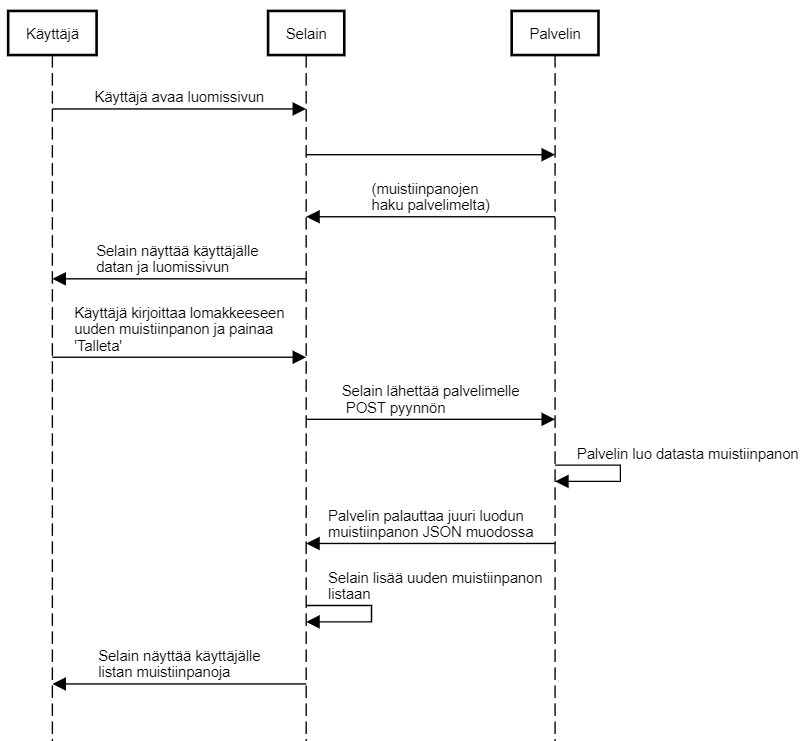 Käyttäjä
Selain
Palvelin
Käyttäjä avaa luomissivun
(muistiinpanojen
haku palvelimelta)
Selain näyttää käyttäjälle
datan ja luomissivun
Käyttäjä kirjoittaa lomakkeeseen
uuden muistiinpanon ja painaa
'Talleta'
Selain lähettää palvelimelle
POST pyynnön
Palvelin luo datasta muistiinpanon
Palvelin palauttaa juuri luodun
muistiinpanon JSON muodossa
Selain lisää uuden muistiinpanon
listaan
Selain näyttää käyttäjälle
listan muistiinpanoja